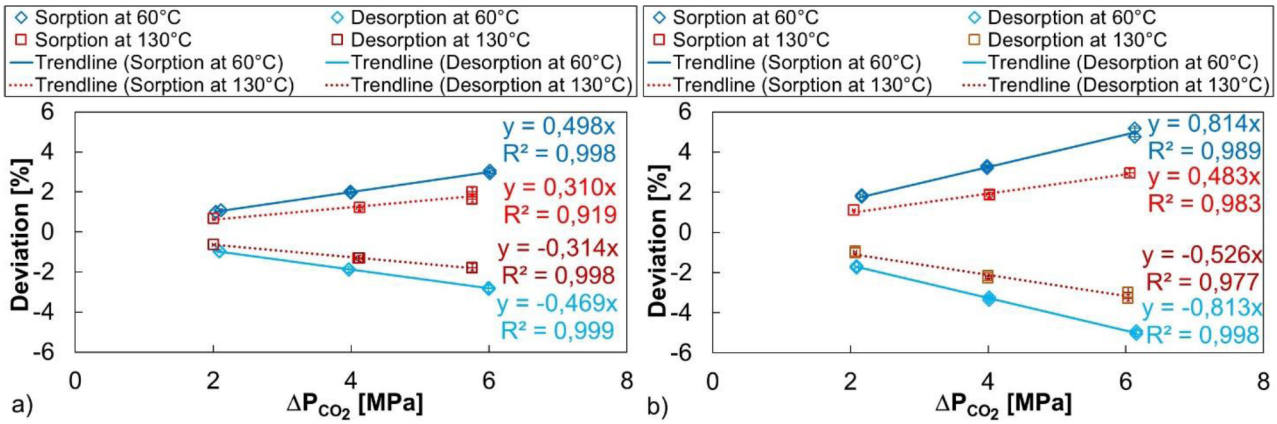 Sorption at 60°C Desorption at 60°C
Sorption at 130°C Desorption at 130°C
Trendline (Sorption at 60°C) Trendline (Desorption at 60°C)
Trendline (Sorption at 130°C) Trendline (Desorption at 130°C)
6
4
2
0
-2
-4
-6
Deviation [%]
y = 0,498x
R² = 0,998
y = 0,310x
R² = 0,919
y = -0,314x
R² = 0,998
y = -0,469x
R² = 0,999
0 2 4 6 8
a) ΔP_CO₂ [MPa]
Sorption at 60°C Desorption at 60°C
Sorption at 130°C Desorption at 130°C
Trendline (Sorption at 60°C) Trendline (Desorption at 60°C)
Trendline (Sorption at 130°C) Trendline (Desorption at 130°C)
6
4
2
0
-2
-4
-6
Deviation [%]
y = 0,814x
R² = 0,989
y = 0,483x
R² = 0,983
y = -0,526x
R² = 0,977
y = -0,813x
R² = 0,998
0 2 4 6 8
b) ΔP_CO₂ [MPa]